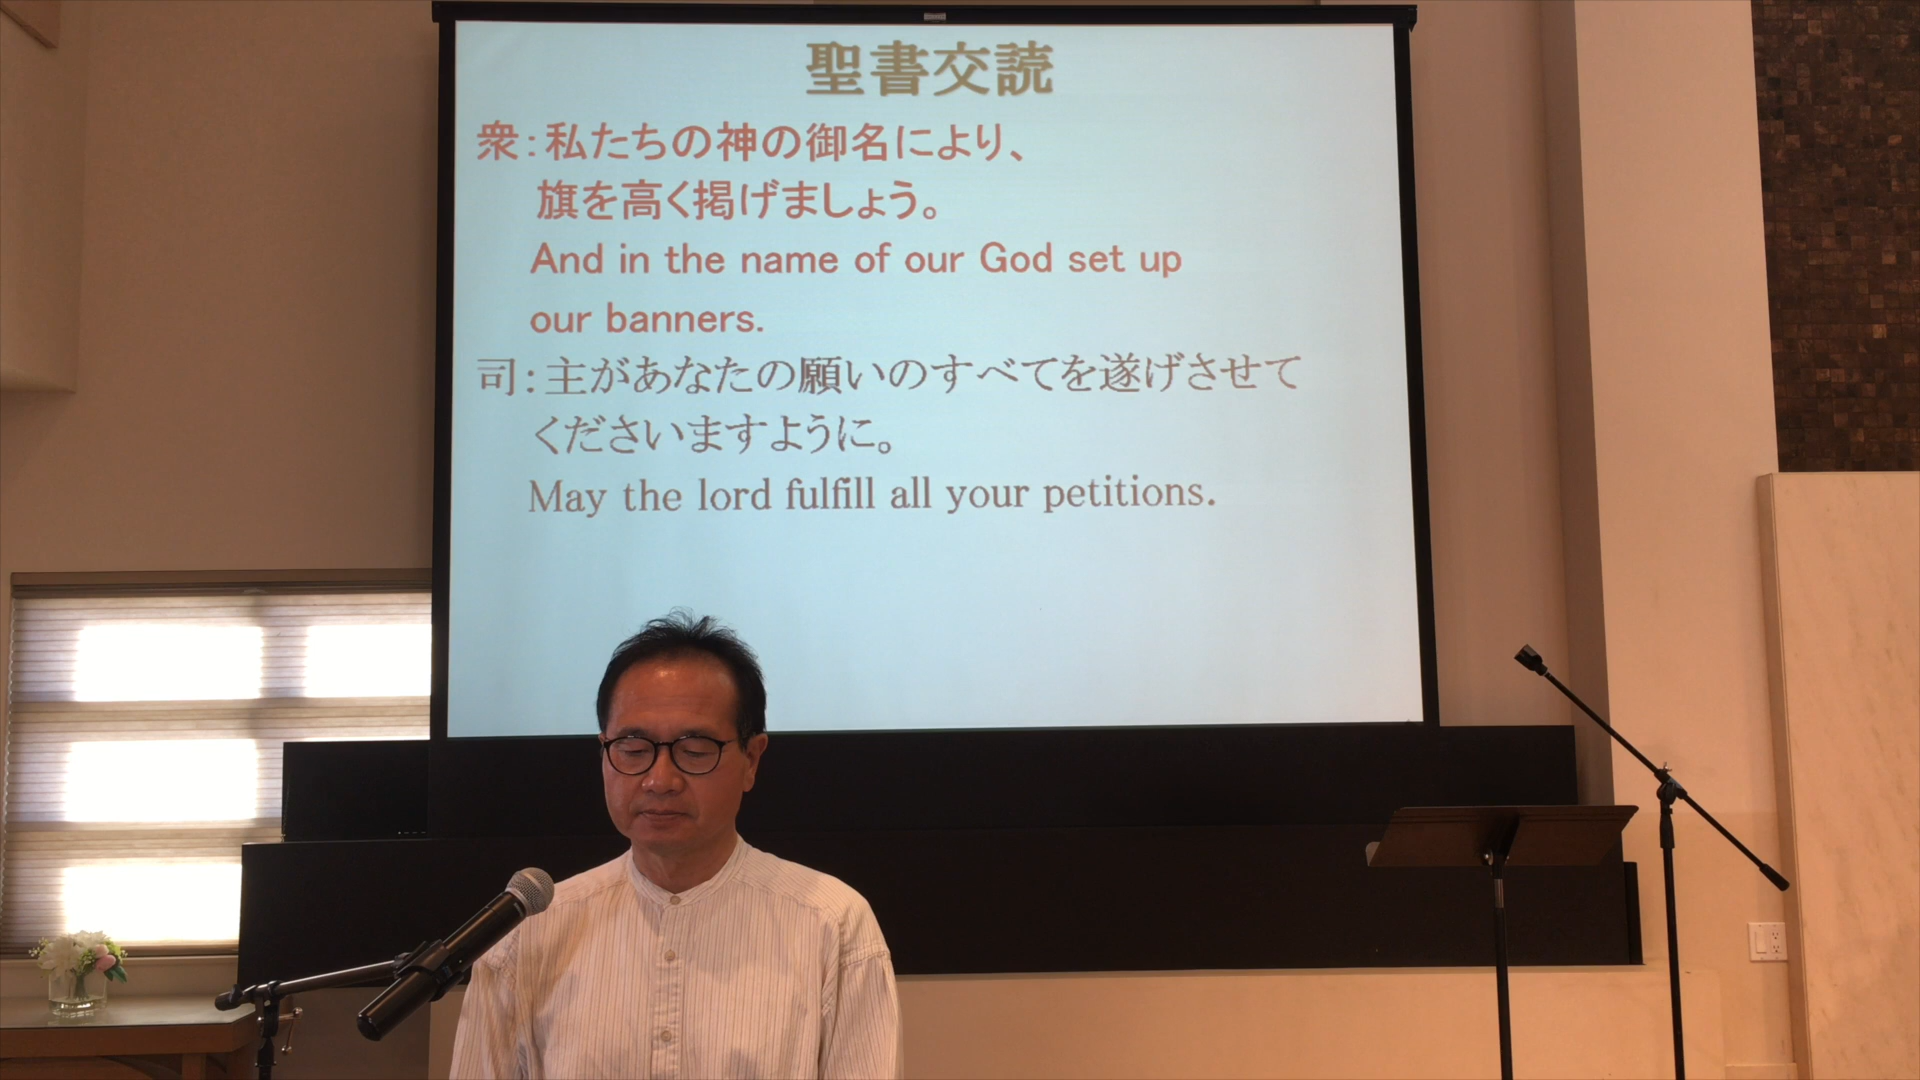 聖書交読
衆：私たちの神の御名により、
旗を高く掲げましょう。
And in the name of our God set up
our banners.
司：主があなたの願いのすべてを遂げさせて
くださいますように。
May the lord fulfill all your petitions.